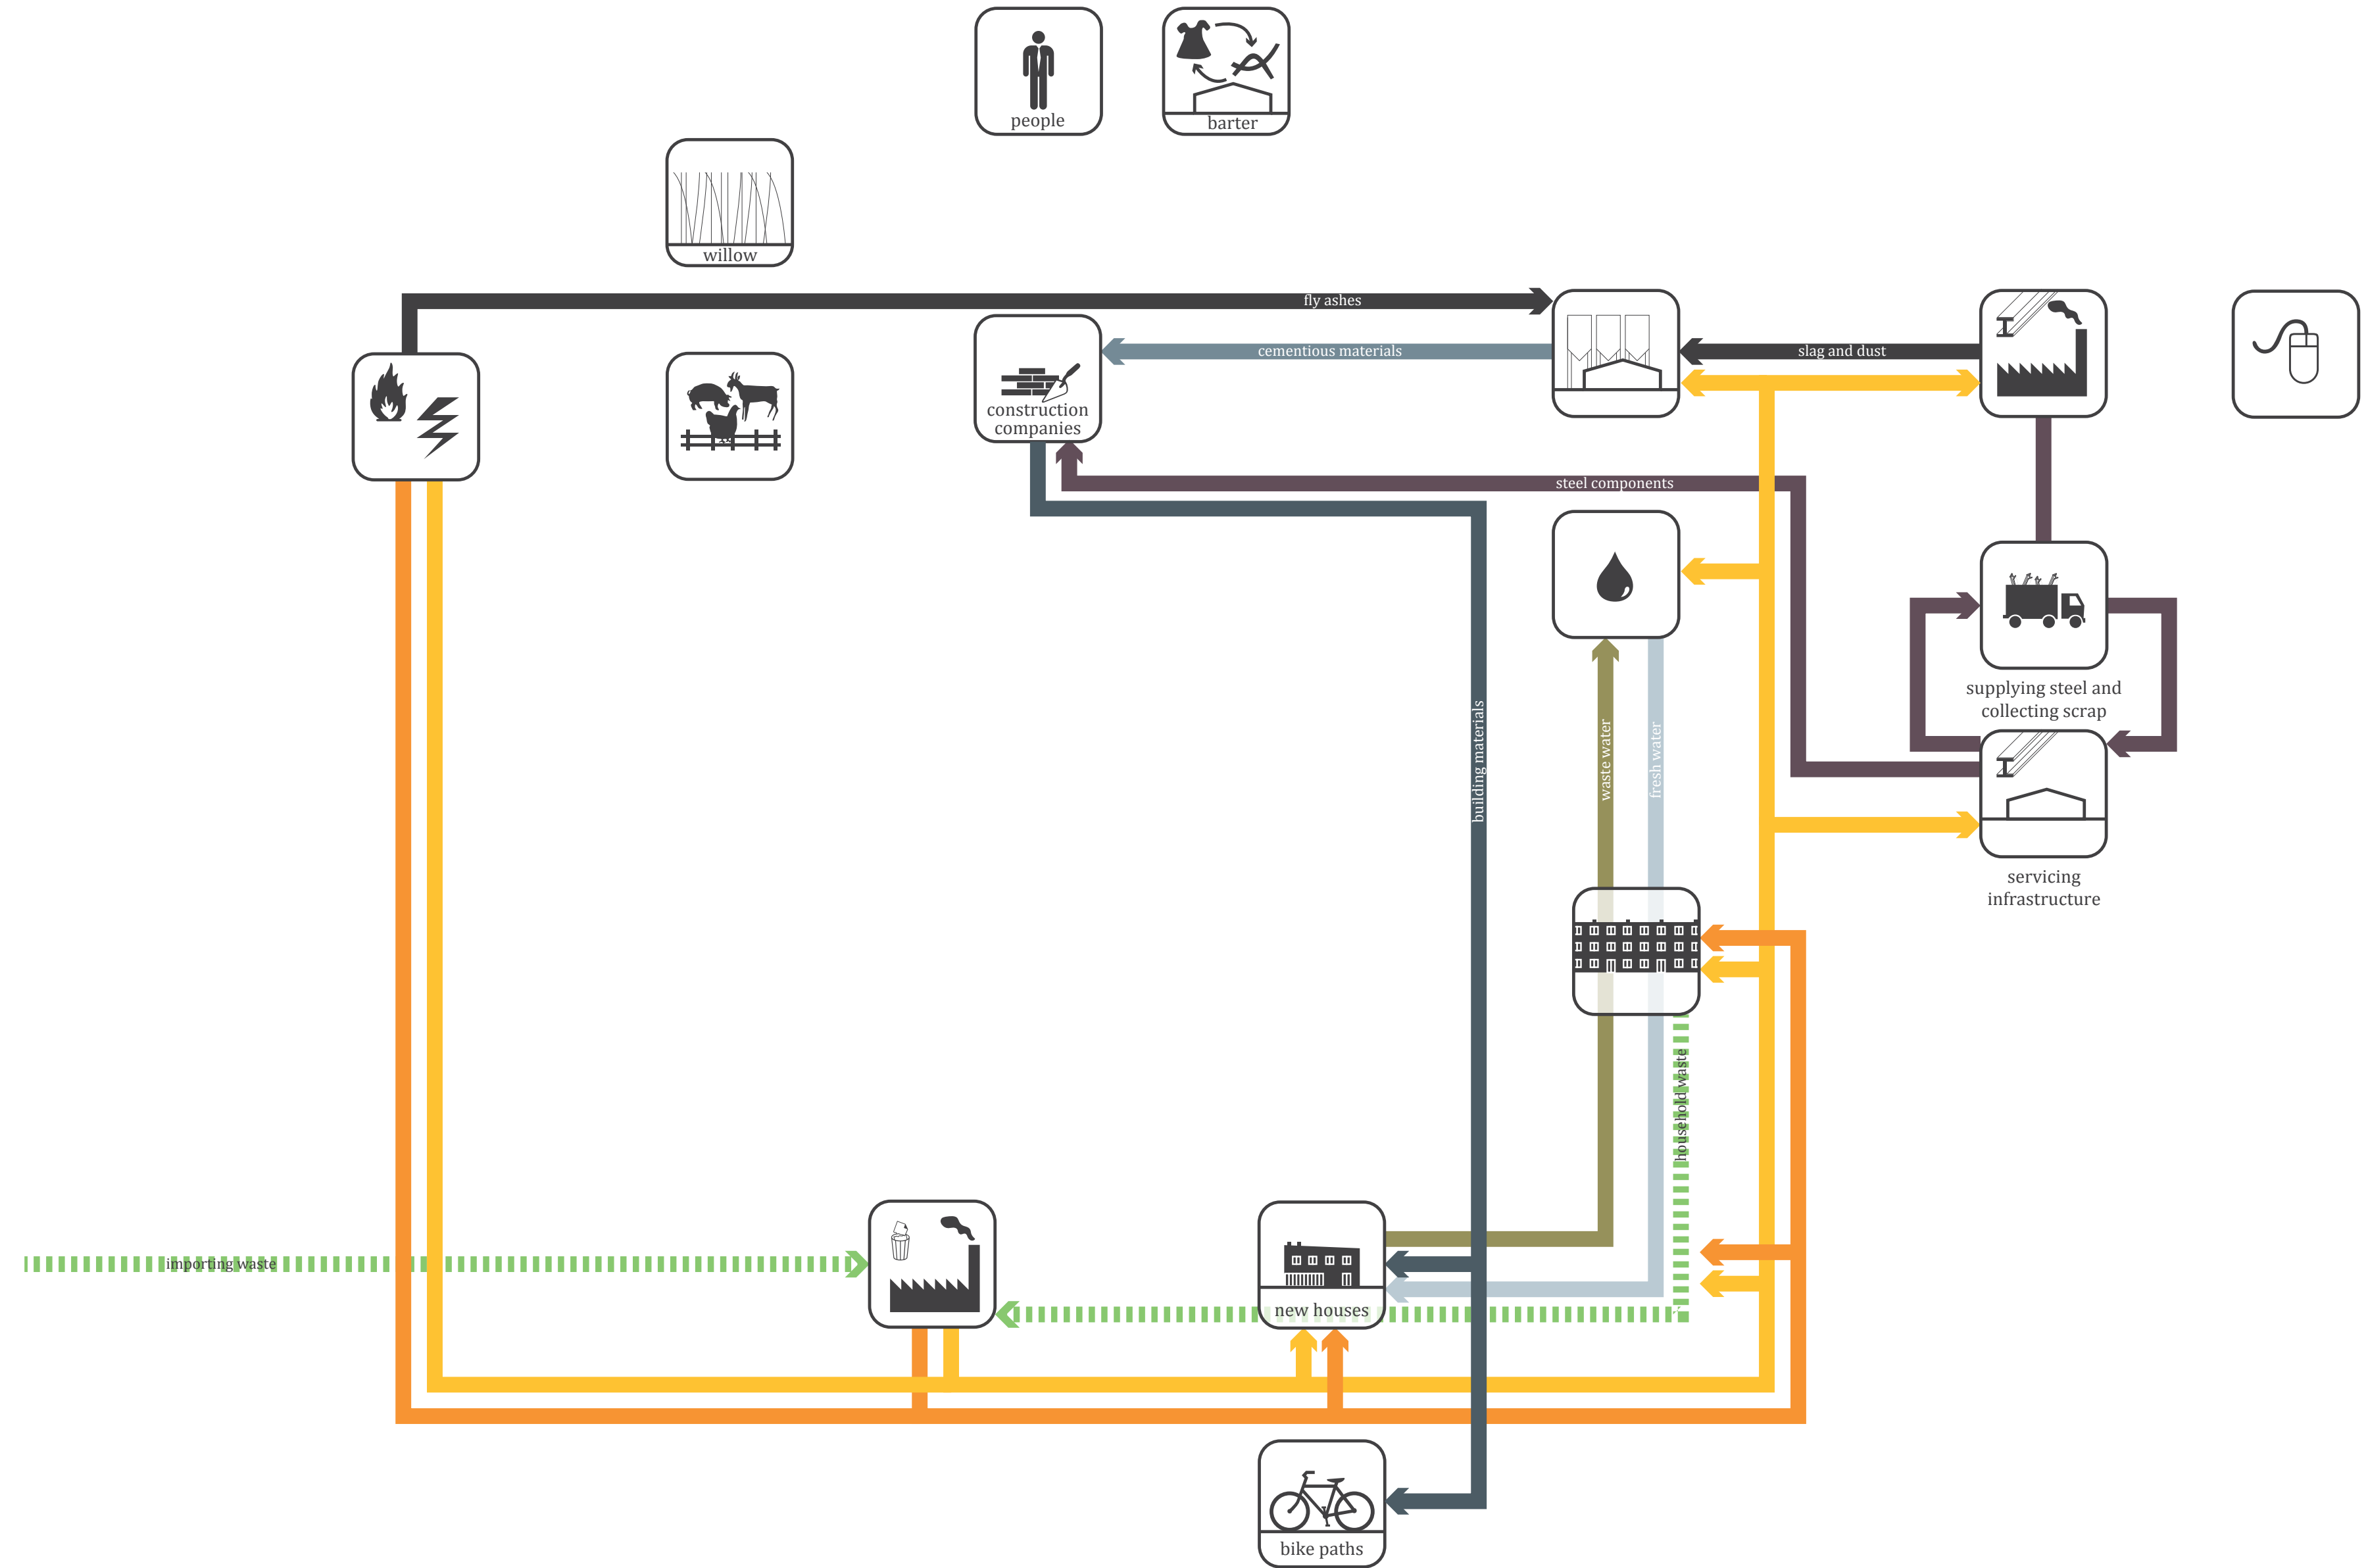 people
barter
willow
fly ashes
construction
companies
cementious materials
slag and dust
steel components
supplying steel and
collecting scrap
building materials
waste water
fresh water
servicing
infrastructure
household waste
importing waste
new houses
bike paths